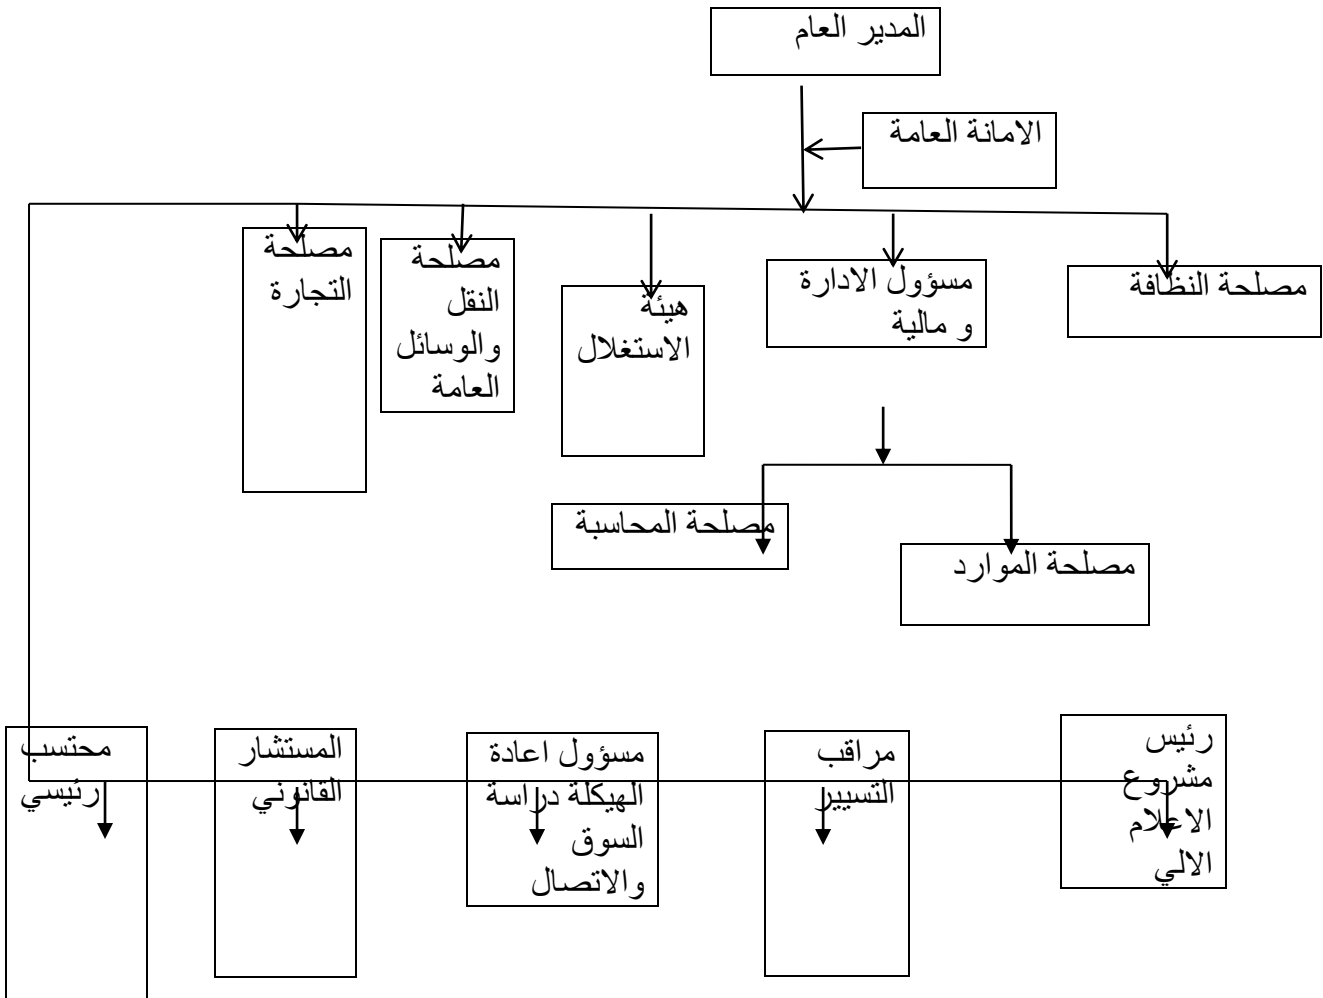 المدير العام
الامانة العامة
مصلحة النظافة
مسؤول الادارة
و مالية
هيئة
الاستغلال
مصلحة
النقل
والوسائل
العامة
مصلحة
التجارة
مصلحة المحاسبة
مصلحة الموارد
رئيس
مشروع
الاعلام
الالي
مراقب
التسيير
مسؤول اعادة
الهيكلة دراسة
السوق
والاتصال
المستشار
القانوني
محتسب
رئيسي